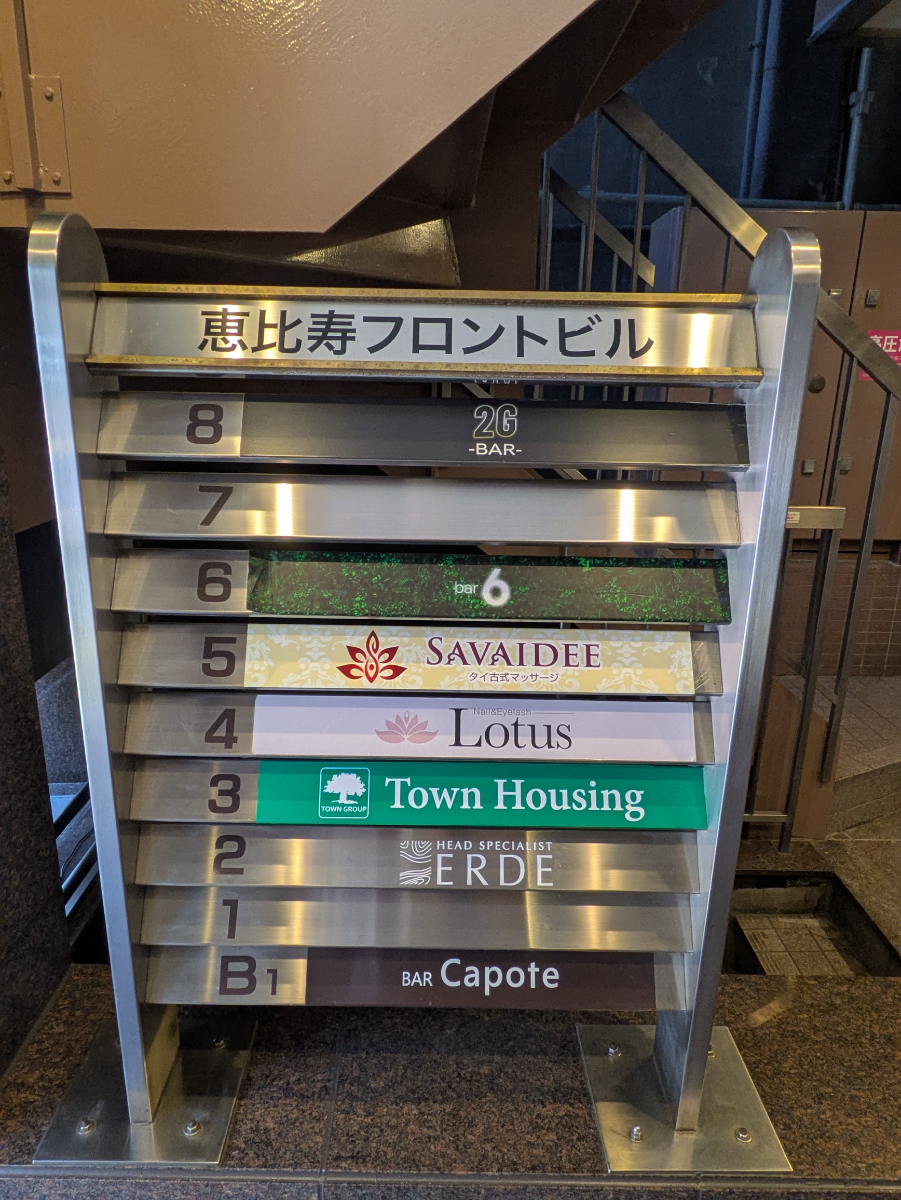 恵比寿フロントビル
8
2G
-BAR-
7
6
bar 6
5
SAVAIDEE
タイ古式マッサージ
4
Nail&Eyelash
Lotus
3
TOWN GROUP
Town Housing
2
HEAD SPECIALIST
ERDE
1
B1
BAR Capote